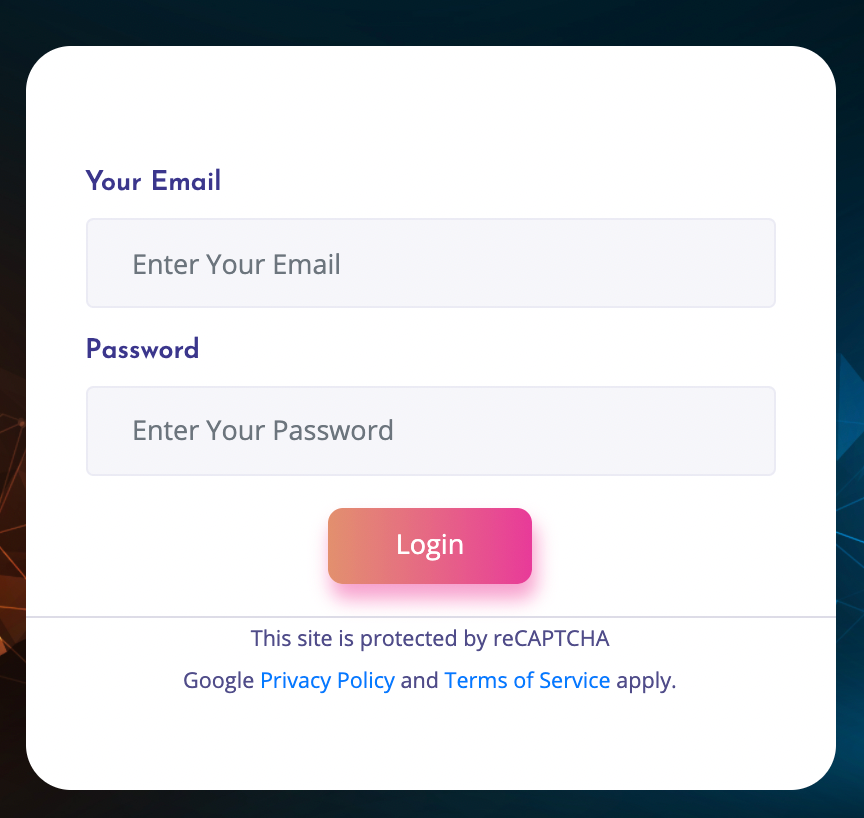 Your Email
Enter Your Email
Password
Enter Your Password
Login
This site is protected by reCAPTCHA
Google Privacy Policy and Terms of Service apply.